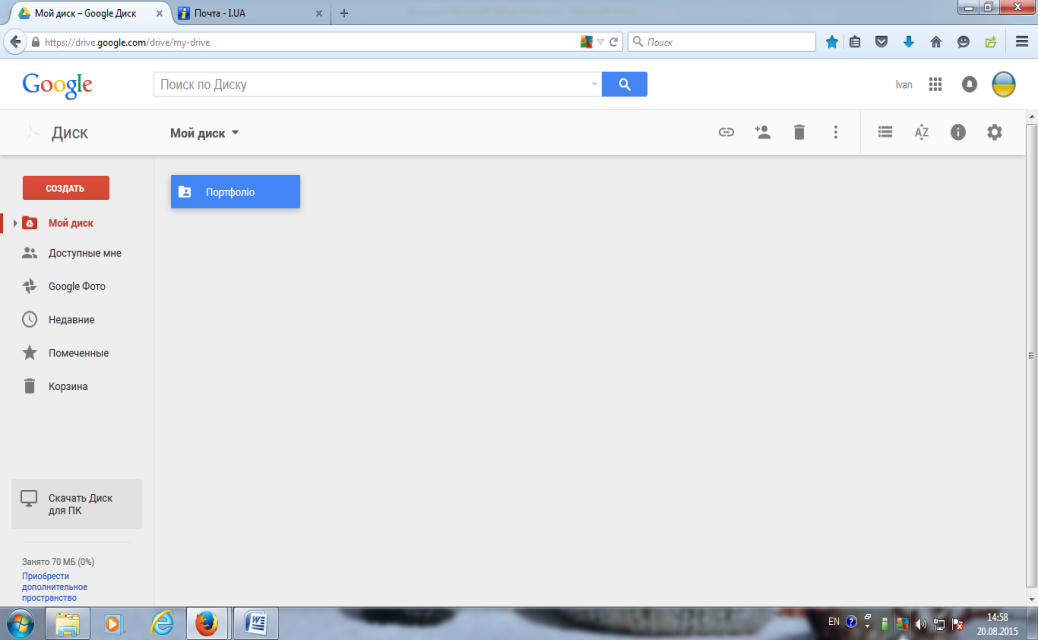 Мой диск – Google Диск
Почта - I.UA
https://drive.google.com/drive/my-drive
Поиск
Google
Поиск по Диску
Ivan
Диск
Мой диск
AZ
СОЗДАТЬ
Портфоліо
Мой диск
Доступные мне
Google Фото
Недавние
Помеченные
Корзина
Скачать Диск
для ПК
Занято 70 МБ (0%)
Приобрести
дополнительное
пространство
EN
14:58
20.08.2015